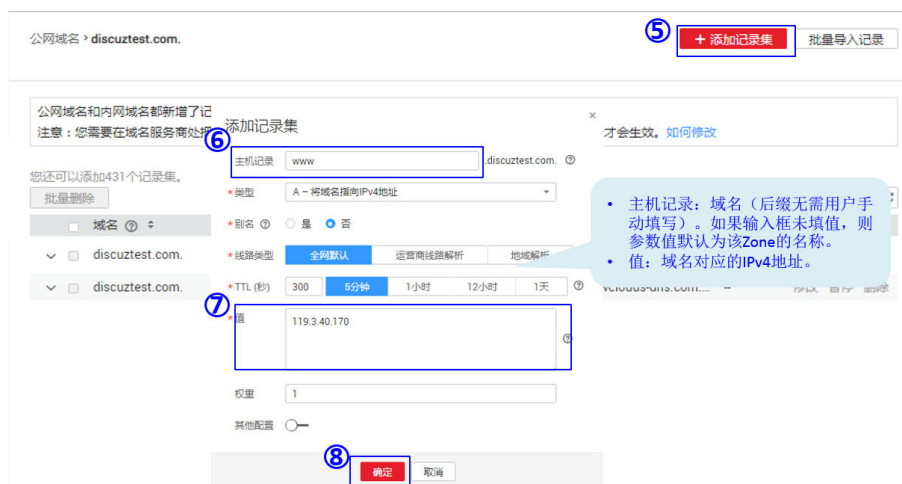 公网域名 > discuztest.com.
⑤
+ 添加记录集
批量导入记录
公网域名和内网域名都新增了记
注意：您需要在域名服务商处把
才会生效。如何修改
您还可以添加431个记录集。
批量删除
域名
discuztest.com.
discuztest.com.
添加记录集
×
⑥
主机记录 www .discuztest.com.
*类型 A – 将域名指向IPv4地址
*别名 是 否
*线路类型 全网默认 运营商线路解析 地域解析
*TTL (秒) 300 5分钟 1小时 12小时 1天
⑦
*值 119.3.40.170
权重 1
其他配置
⑧
确定 取消
• 主机记录：域名（后缀无需用户手
动填写）。如果输入框未填值，则
参数值默认为该Zone的名称。
• 值：域名对应的IPv4地址。
修改 暂停 删除